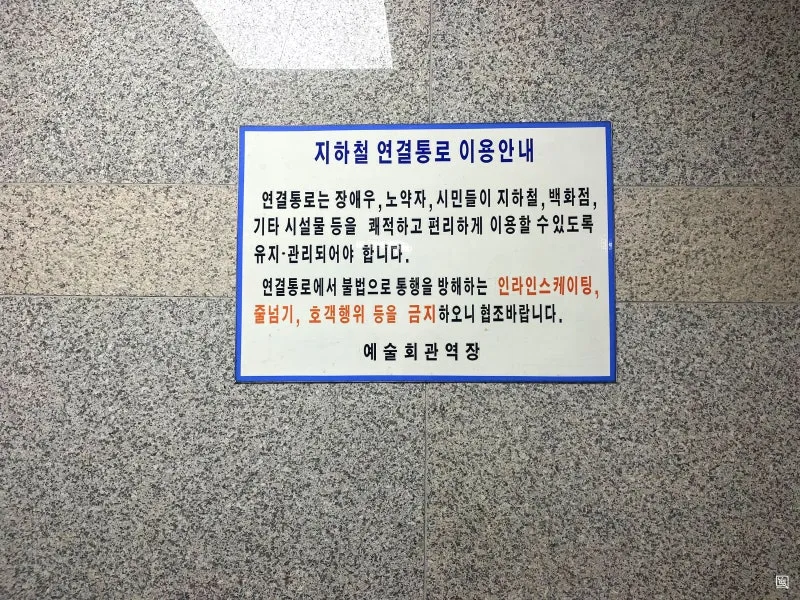 지하철 연결통로 이용안내
연결통로는 장애우, 노약자, 시민들이 지하철, 백화점,
기타 시설물 등을 쾌적하고 편리하게 이용할 수 있도록
유지·관리되어야 합니다.
연결통로에서 불법으로 통행을 방해하는 인라인스케이팅,
줄넘기, 호객행위 등을 금지하오니 협조바랍니다.
예술회관역장